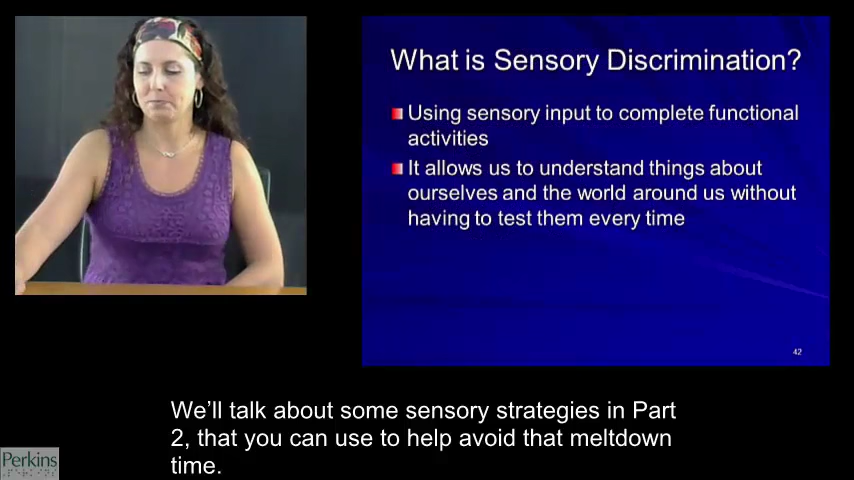 What is Sensory Discrimination?
Using sensory input to complete functional
activities
It allows us to understand things about
ourselves and the world around us without
having to test them every time
42
We'll talk about some sensory strategies in Part
2, that you can use to help avoid that meltdown
time.
Perkins